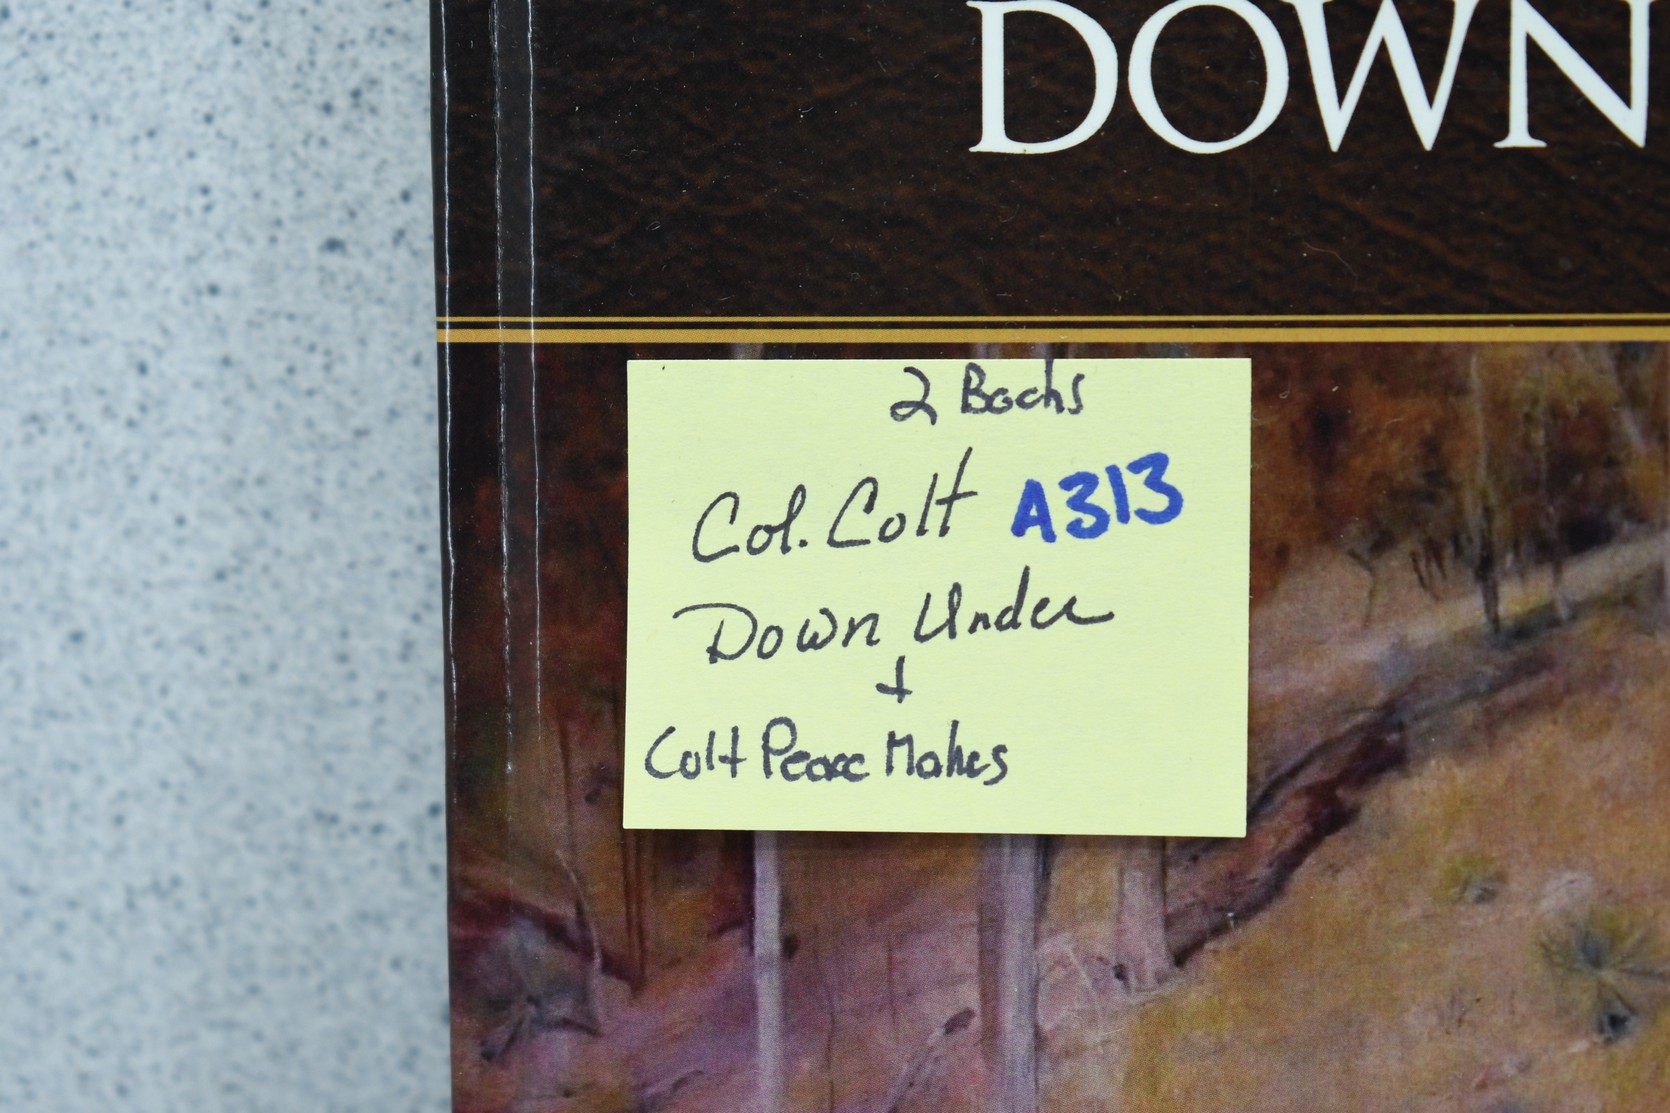 DOWN
2 Books
Col. Colt A313
Down Under
+
Colt Peace Makes